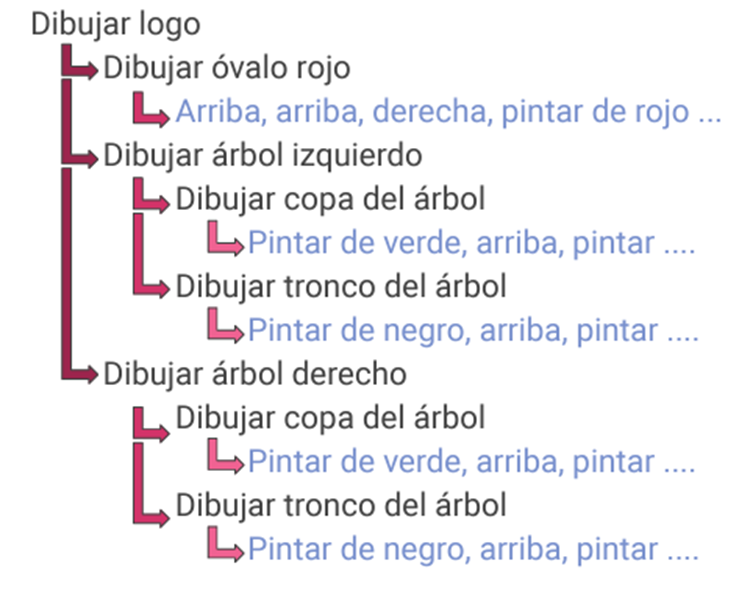 Dibujar logo
Dibujar óvalo rojo
Arriba, arriba, derecha, pintar de rojo ...
Dibujar árbol izquierdo
Dibujar copa del árbol
Pintar de verde, arriba, pintar ....
Dibujar tronco del árbol
Pintar de negro, arriba, pintar ....
Dibujar árbol derecho
Dibujar copa del árbol
Pintar de verde, arriba, pintar ....
Dibujar tronco del árbol
Pintar de negro, arriba, pintar ....